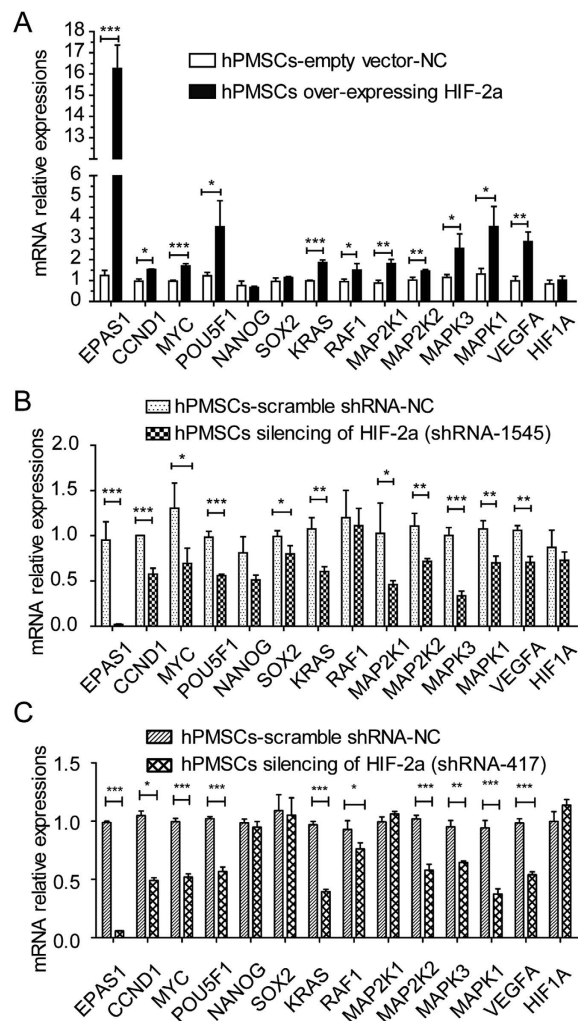 A
hPMSCs-empty vector-NC
hPMSCs over-expressing HIF-2a
mRNA relative expressions
18
17
16
15
14
13
6
5
4
3
2
1
0
*** * *** * *** * ** ** * * **
EPAS1 CCND1 MYC POU5F1 NANOG SOX2 KRAS RAF1 MAP2K1 MAP2K2 MAPK3 MAPK1 VEGFA HIF1A
B
hPMSCs-scramble shRNA-NC
hPMSCs silencing of HIF-2a (shRNA-1545)
mRNA relative expressions
2.0
1.5
1.0
0.5
0.0
*** *** * *** * ** * ** *** ** **
EPAS1 CCND1 MYC POU5F1 NANOG SOX2 KRAS RAF1 MAP2K1 MAP2K2 MAPK3 MAPK1 VEGFA HIF1A
C
hPMSCs-scramble shRNA-NC
hPMSCs silencing of HIF-2a (shRNA-417)
mRNA relative expressions
1.5
1.0
0.5
0.0
*** * *** *** *** * *** ** *** ***
EPAS1 CCND1 MYC POU5F1 NANOG SOX2 KRAS RAF1 MAP2K1 MAP2K2 MAPK3 MAPK1 VEGFA HIF1A